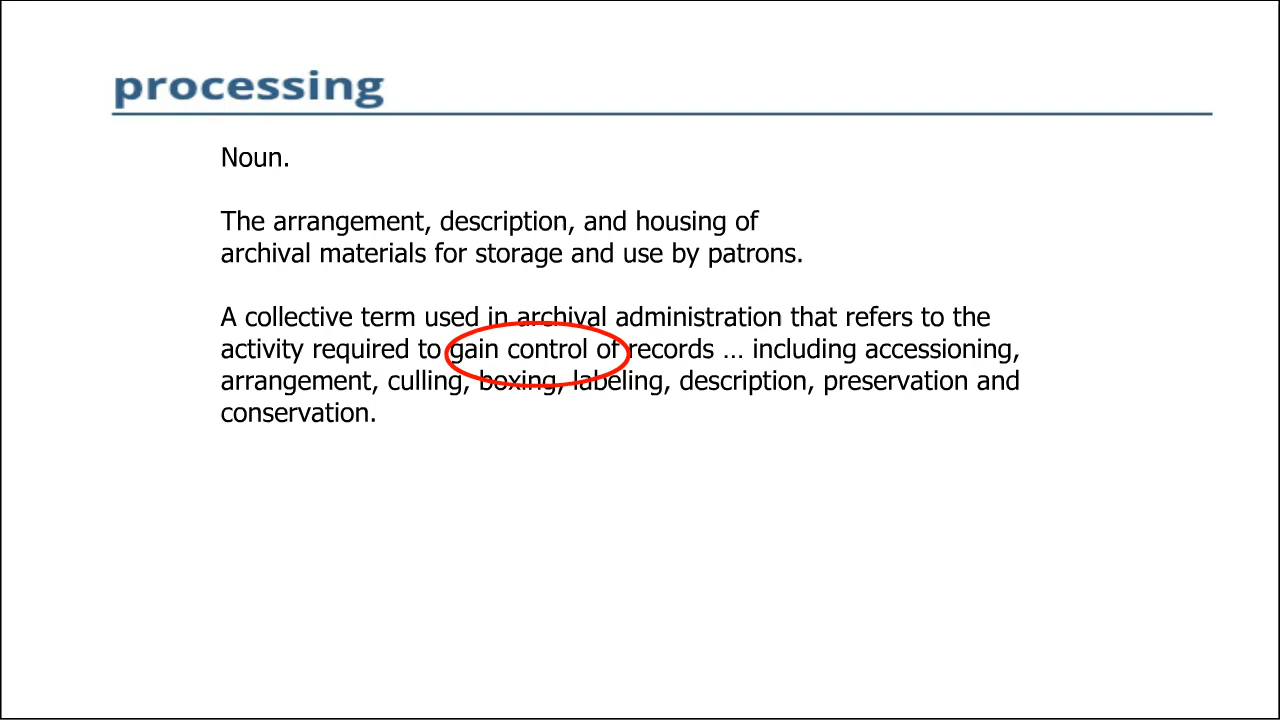 processing
Noun.
The arrangement, description, and housing of
archival materials for storage and use by patrons.
A collective term used in archival administration that refers to the
activity required to gain control of records … including accessioning,
arrangement, culling, boxing, labeling, description, preservation and
conservation.